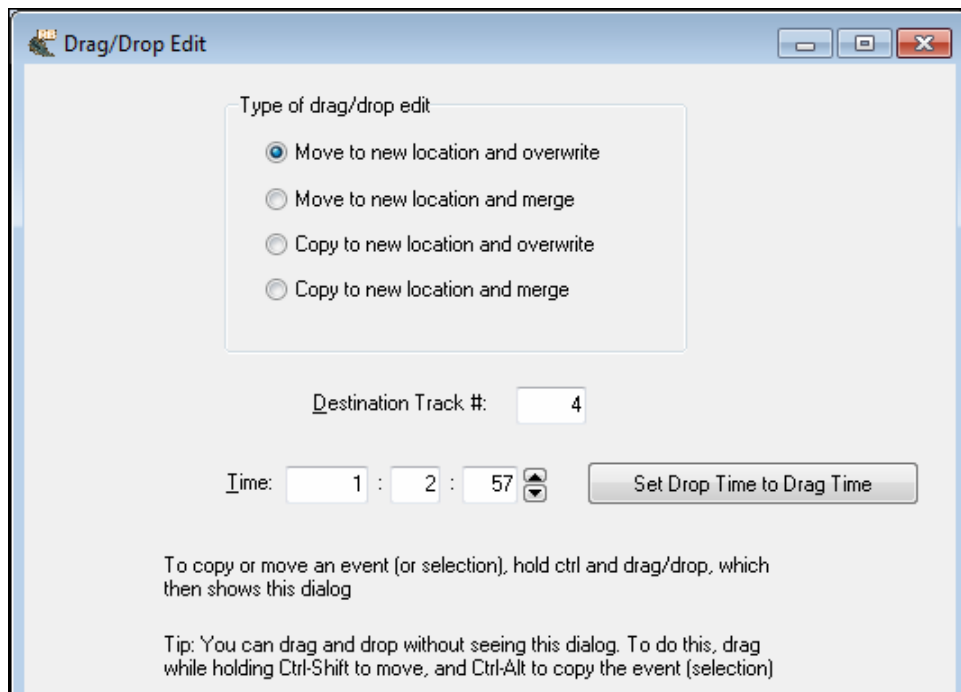 Drag/Drop Edit
Type of drag/drop edit
Move to new location and overwrite
Move to new location and merge
Copy to new location and overwrite
Copy to new location and merge
Destination Track #: 4
Time: 1 : 2 : 57 Set Drop Time to Drag Time
To copy or move an event (or selection), hold ctrl and drag/drop, which
then shows this dialog
Tip: You can drag and drop without seeing this dialog. To do this, drag
while holding Ctrl-Shift to move, and Ctrl-Alt to copy the event (selection)